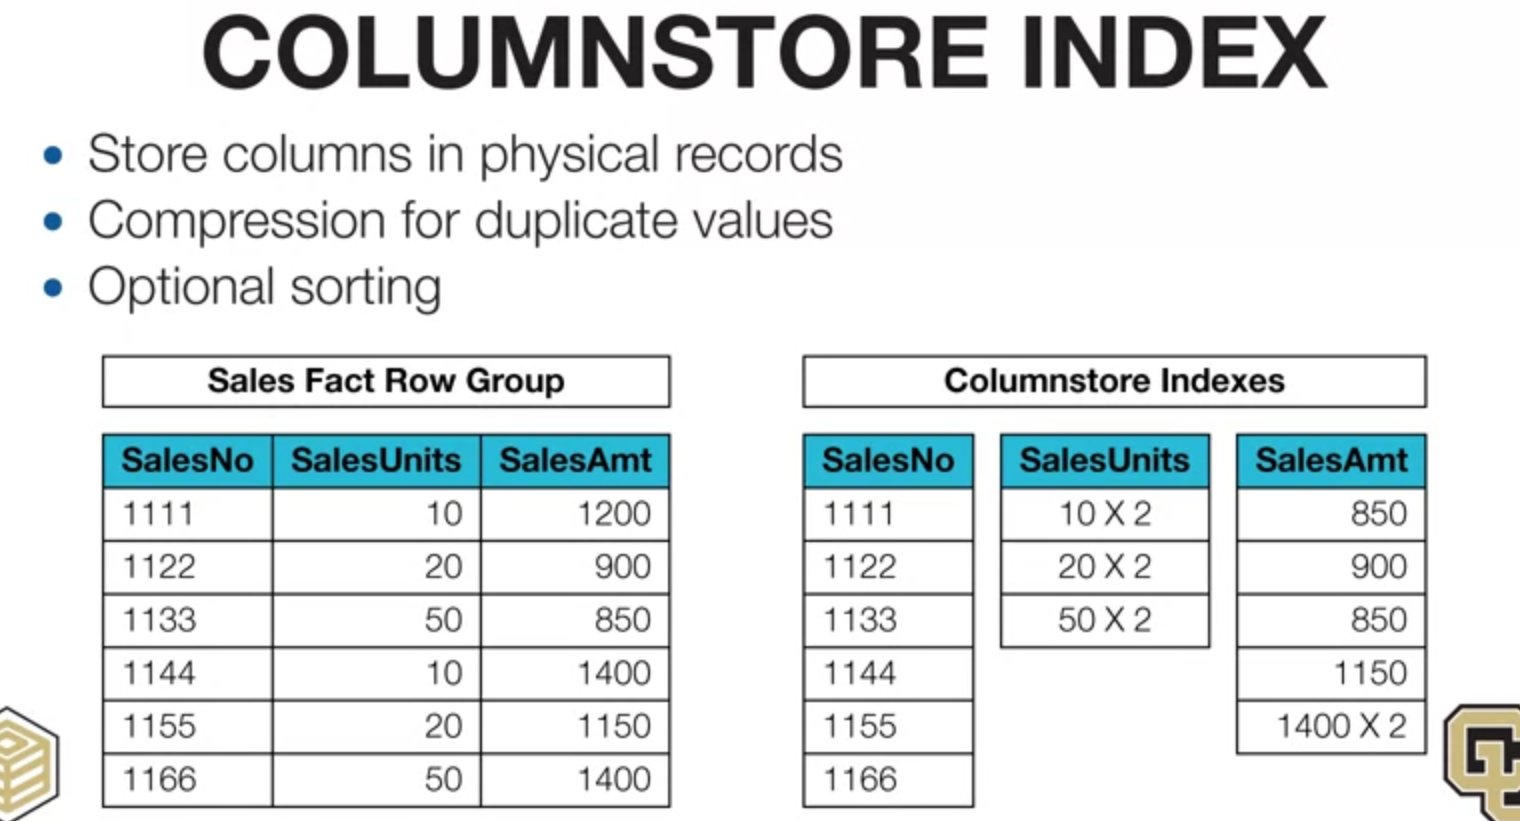 COLUMNSTORE INDEX
• Store columns in physical records
• Compression for duplicate values
• Optional sorting
Sales Fact Row Group
SalesNo SalesUnits SalesAmt
1111 10 1200
1122 20 900
1133 50 850
1144 10 1400
1155 20 1150
1166 50 1400
Columnstore Indexes
SalesNo SalesUnits SalesAmt
1111 10 X 2 850
1122 20 X 2 900
1133 50 X 2 850
1144 1150
1155 1400 X 2
1166